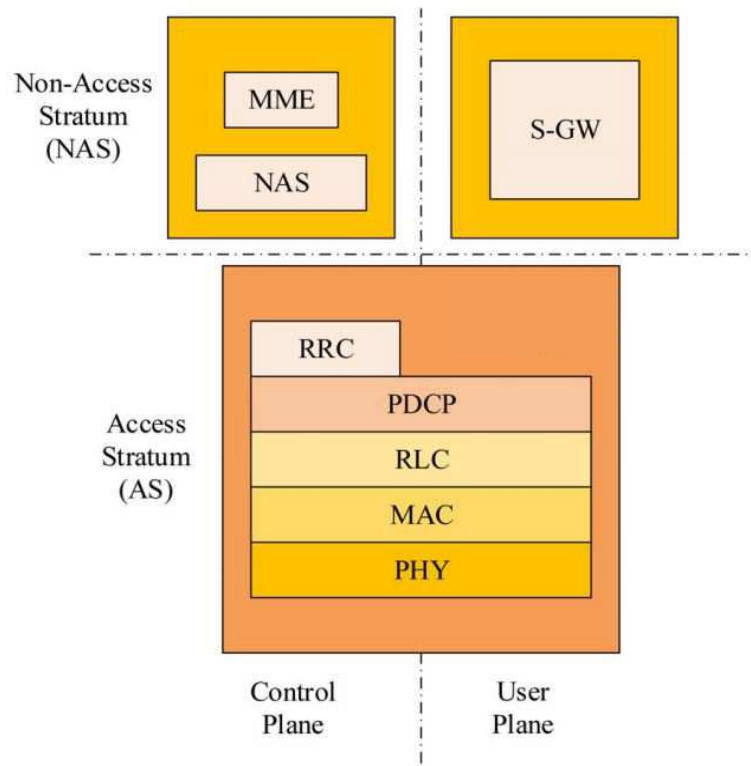 Non-Access
Stratum
(NAS)
MME
NAS
S-GW
Access
Stratum
(AS)
RRC
PDCP
RLC
MAC
PHY
Control
Plane
User
Plane